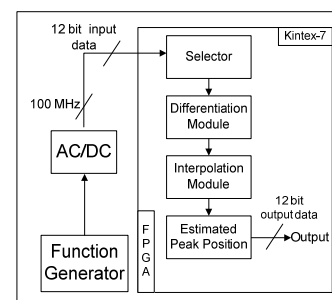 12 bit input
data
Kintex-7
Selector
100 MHz
Differentiation
Module
AC/DC
Interpolation
Module
12 bit
output data
Estimated
Peak Position
Output
Function
Generator
FPGA